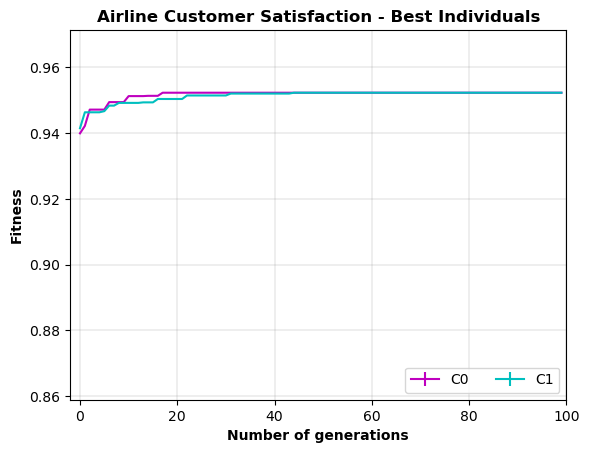 Airline Customer Satisfaction - Best Individuals
0.96
0.94
0.92
0.90
0.88
0.86
Fitness
C0 C1
0 20 40 60 80 100
Number of generations